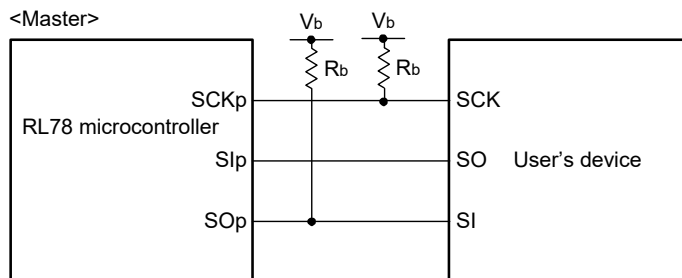 <Master>
Vb
Vb
Rb
Rb
SCKp
SCK
RL78 microcontroller
SIp
SO
User's device
SOp
SI